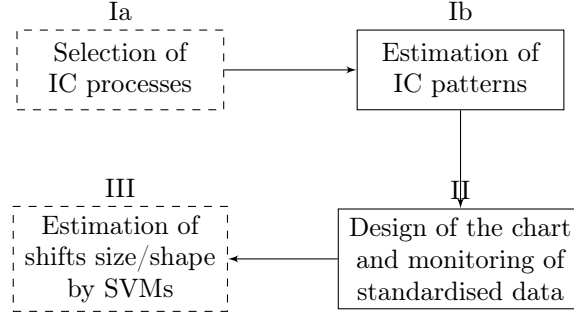 Ia
Selection of
IC processes
Ib
Estimation of
IC patterns
II
Design of the chart
and monitoring of
standardised data
III
Estimation of
shifts size/shape
by SVMs